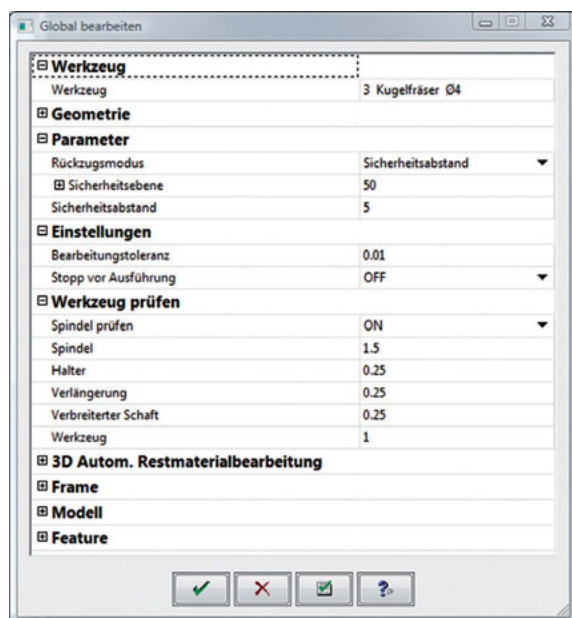 Global bearbeiten
Werkzeug
Werkzeug 3 Kugelfräser Ø4
Geometrie
Parameter
Rückzugsmodus Sicherheitsabstand
Sicherheitsebene 50
Sicherheitsabstand 5
Einstellungen
Bearbeitungstoleranz 0.01
Stopp vor Ausführung OFF
Werkzeug prüfen
Spindel prüfen ON
Spindel 1.5
Halter 0.25
Verlängerung 0.25
Verbreiterter Schaft 0.25
Werkzeug 1
3D Autom. Restmaterialbearbeitung
Frame
Modell
Feature